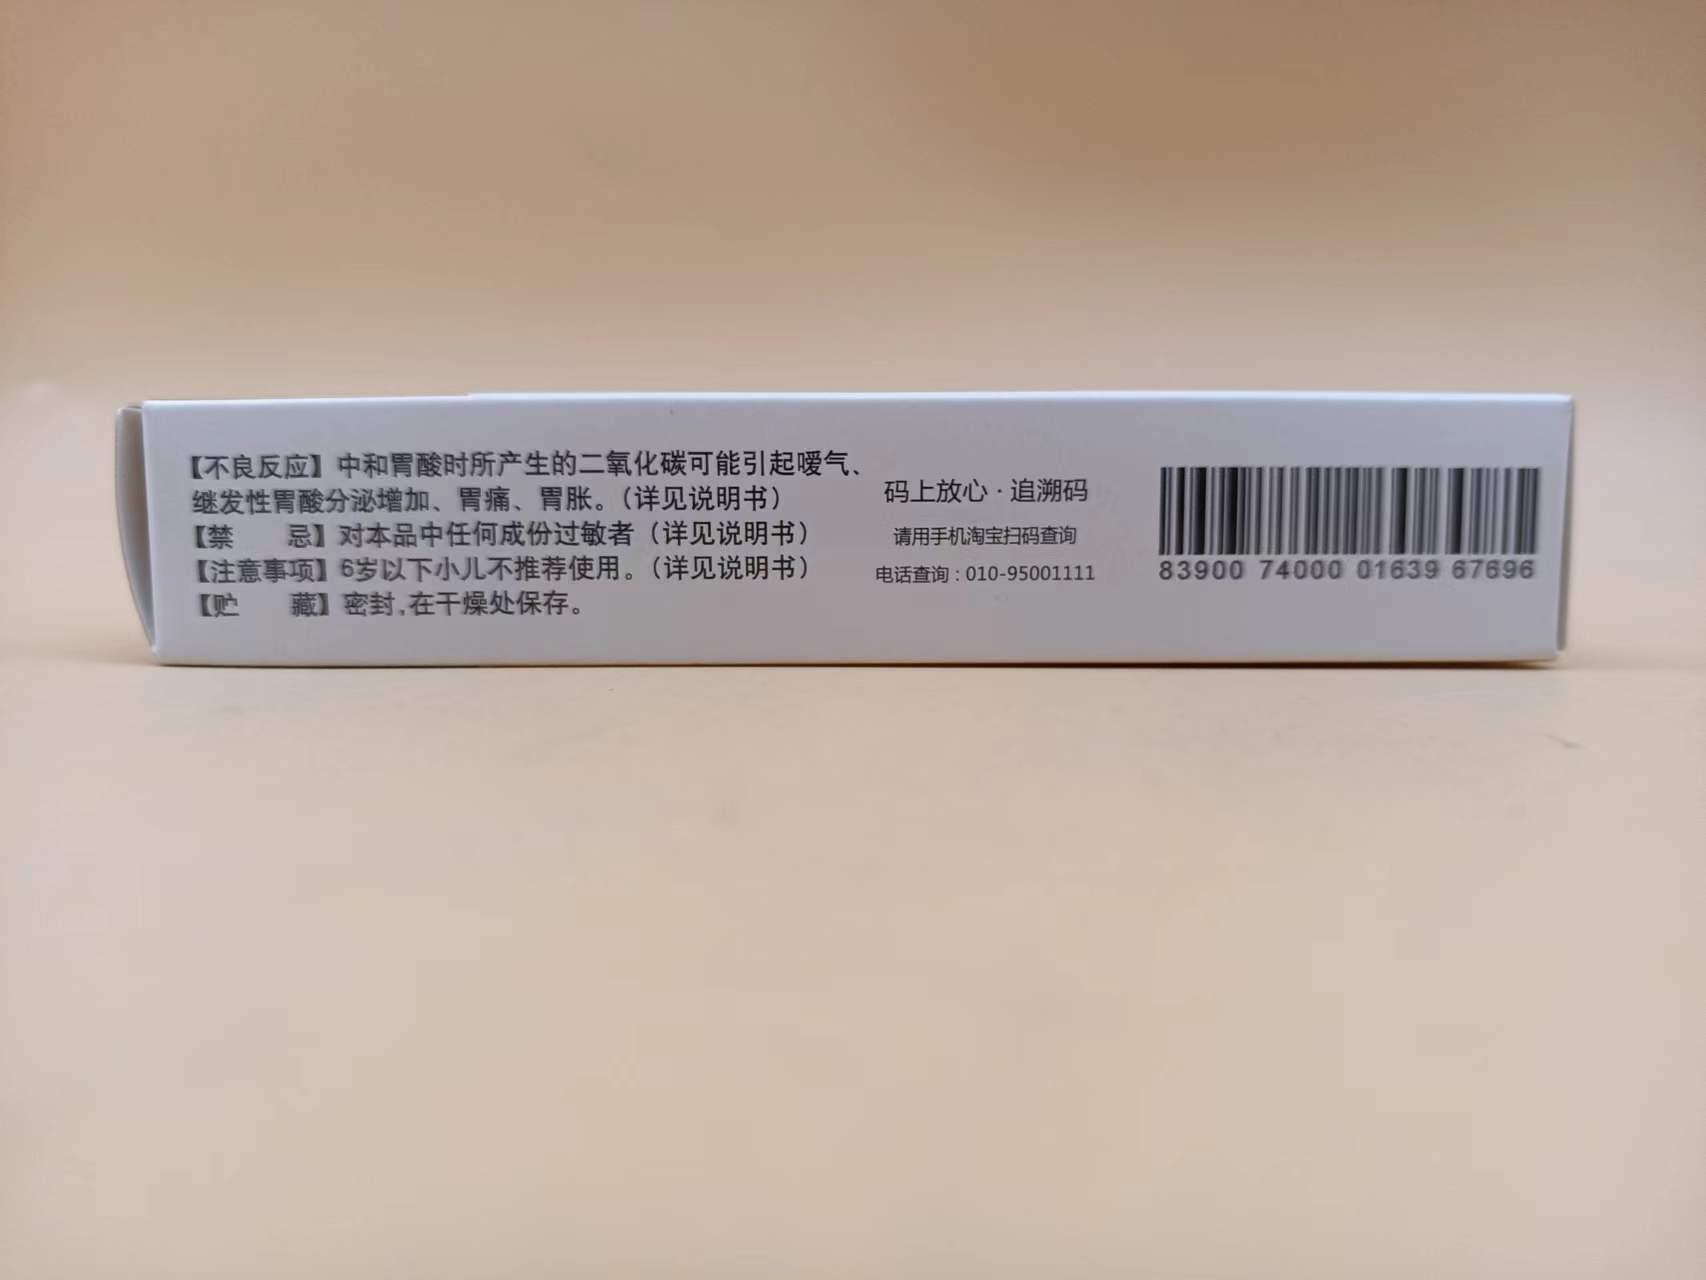 【不良反应】中和胃酸时所产生的二氧化碳可能引起嗳气、
继发性胃酸分泌增加、胃痛、胃胀。（详见说明书）
【禁 忌】对本品中任何成份过敏者（详见说明书）
【注意事项】6岁以下小儿不推荐使用。（详见说明书）
【贮 藏】密封,在干燥处保存。
码上放心·追溯码
请用手机淘宝扫码查询
电话查询：010-95001111
83900 74000 01639 67696